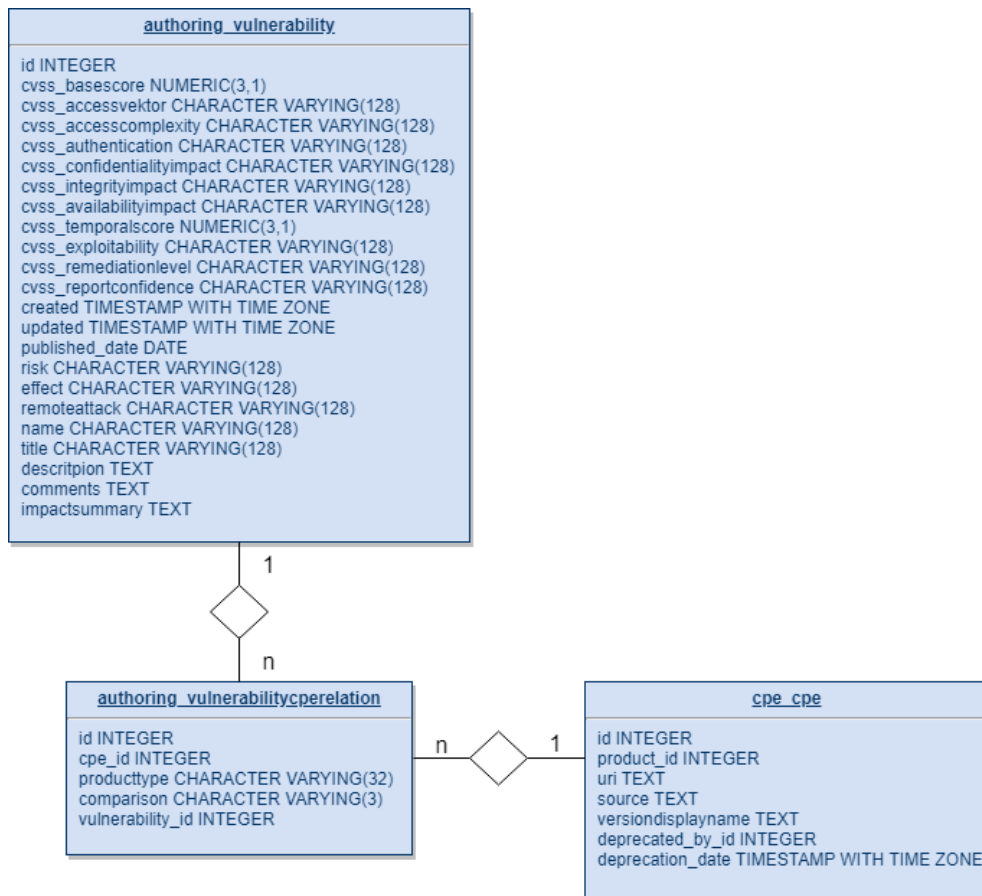 authoring_vulnerability
id INTEGER
cvss_basescore NUMERIC(3,1)
cvss_accessvektor CHARACTER VARYING(128)
cvss_accesscomplexity CHARACTER VARYING(128)
cvss_authentication CHARACTER VARYING(128)
cvss_confidentialityimpact CHARACTER VARYING(128)
cvss_integrityimpact CHARACTER VARYING(128)
cvss_availabilityimpact CHARACTER VARYING(128)
cvss_temporalscore NUMERIC(3,1)
cvss_exploitability CHARACTER VARYING(128)
cvss_remediationlevel CHARACTER VARYING(128)
cvss_reportconfidence CHARACTER VARYING(128)
created TIMESTAMP WITH TIME ZONE
updated TIMESTAMP WITH TIME ZONE
published_date DATE
risk CHARACTER VARYING(128)
effect CHARACTER VARYING(128)
remoteattack CHARACTER VARYING(128)
name CHARACTER VARYING(128)
title CHARACTER VARYING(128)
descritpion TEXT
comments TEXT
impactsummary TEXT
1
n
authoring_vulnerabilitycperelation
id INTEGER
cpe_id INTEGER
producttype CHARACTER VARYING(32)
comparison CHARACTER VARYING(3)
vulnerability_id INTEGER
n
1
cpe_cpe
id INTEGER
product_id INTEGER
uri TEXT
source TEXT
versiondisplayname TEXT
deprecated_by_id INTEGER
deprecation_date TIMESTAMP WITH TIME ZONE